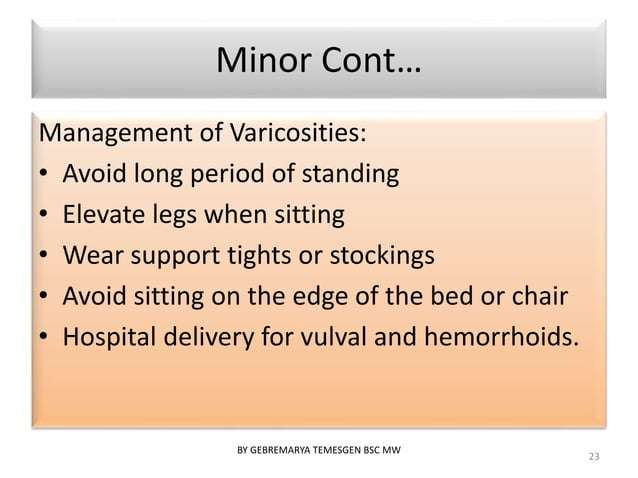 Minor Cont…
Management of Varicosities:
• Avoid long period of standing
• Elevate legs when sitting
• Wear support tights or stockings
• Avoid sitting on the edge of the bed or chair
• Hospital delivery for vulval and hemorrhoids.
BY GEBREMARYA TEMESGEN BSC MW
23